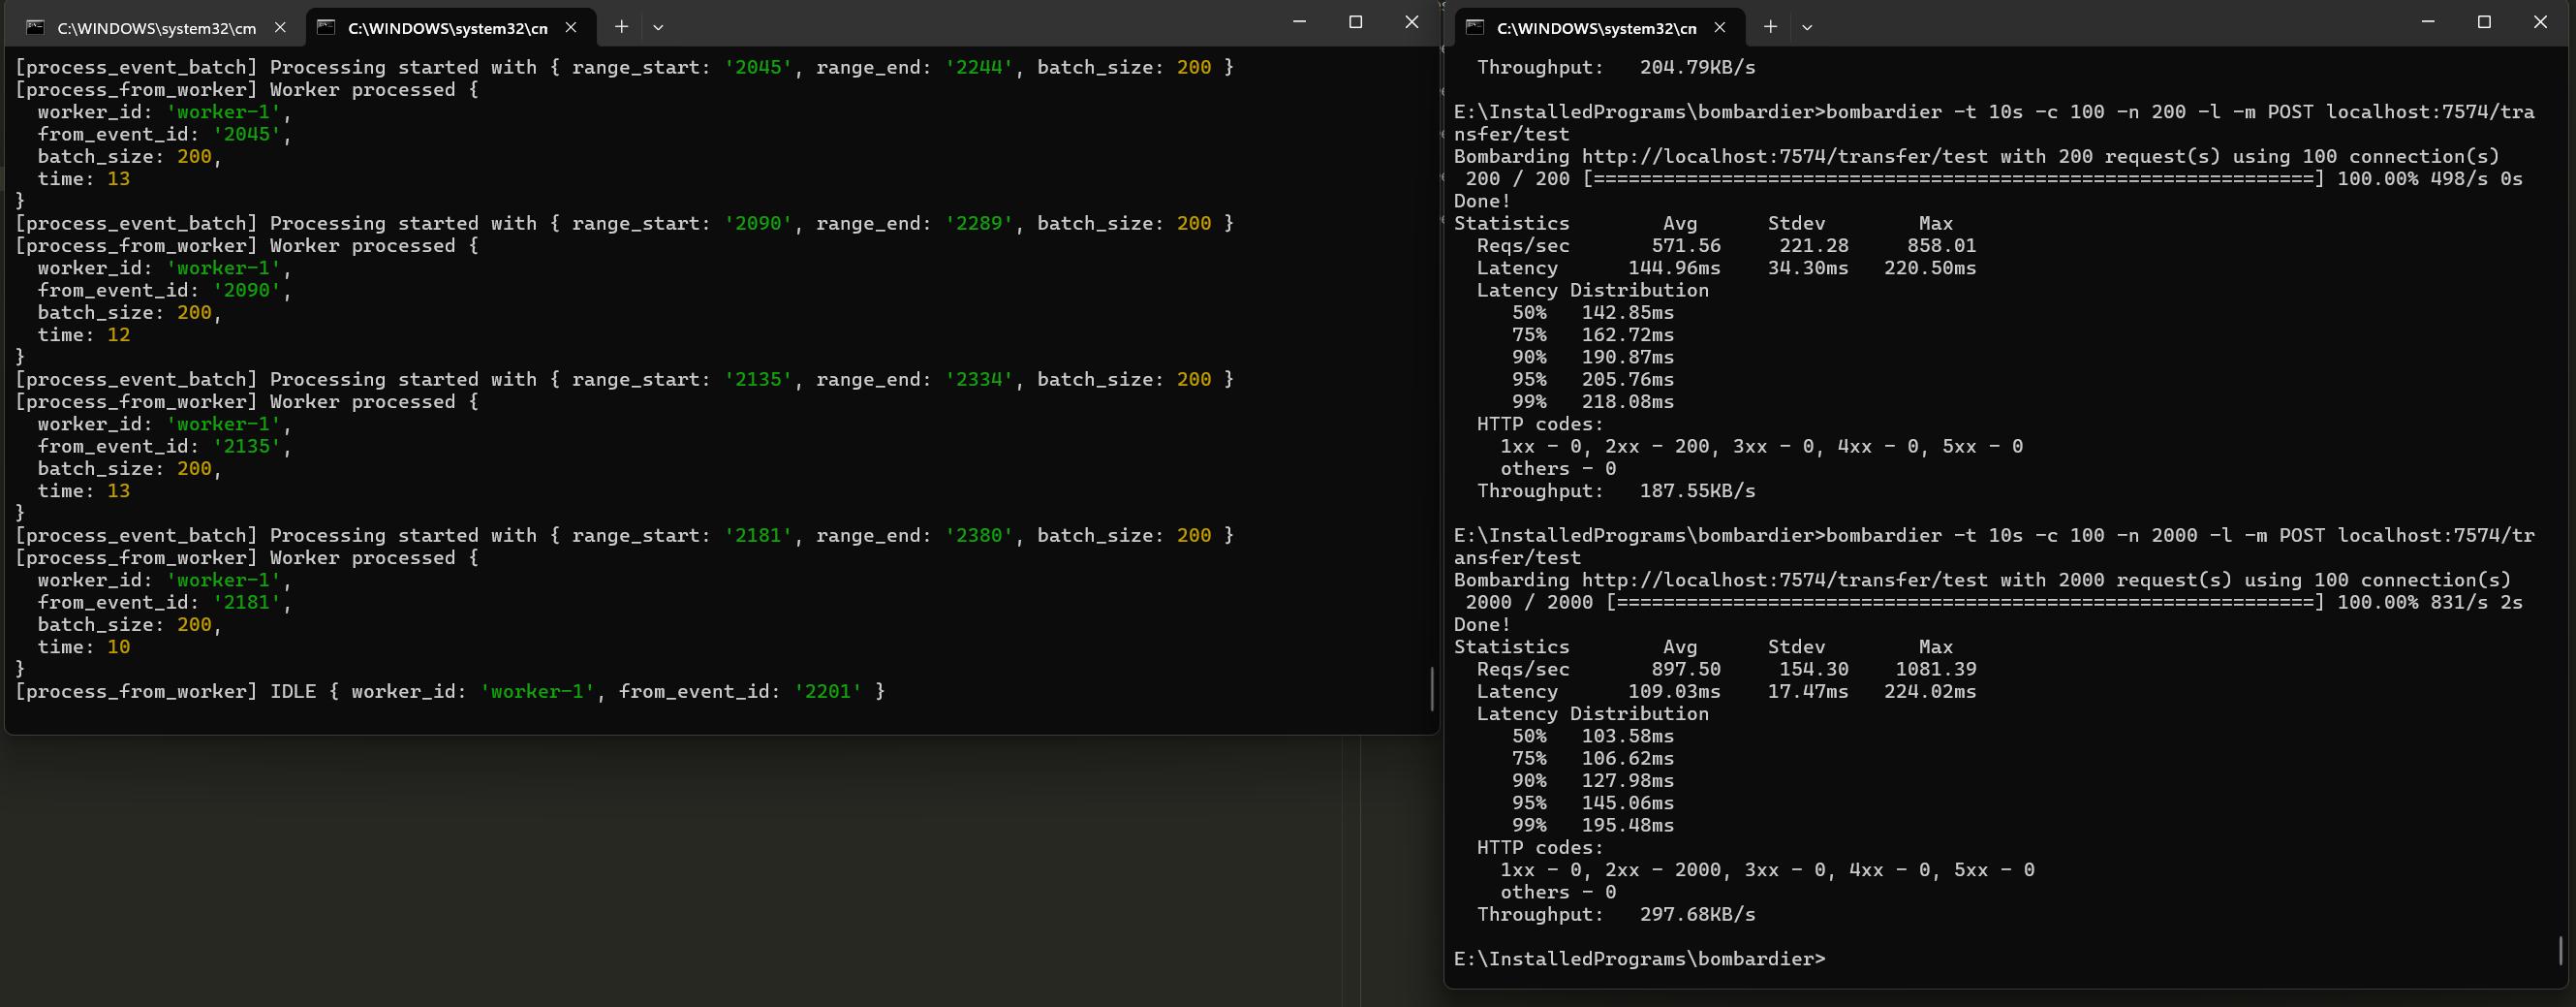 C:\WINDOWS\system32\cm
C:\WINDOWS\system32\cn
[process_event_batch] Processing started with { range_start: '2045', range_end: '2244', batch_size: 200 }
[process_from_worker] Worker processed {
  worker_id: 'worker-1',
  from_event_id: '2045',
  batch_size: 200,
  time: 13
}
[process_event_batch] Processing started with { range_start: '2090', range_end: '2289', batch_size: 200 }
[process_from_worker] Worker processed {
  worker_id: 'worker-1',
  from_event_id: '2090',
  batch_size: 200,
  time: 12
}
[process_event_batch] Processing started with { range_start: '2135', range_end: '2334', batch_size: 200 }
[process_from_worker] Worker processed {
  worker_id: 'worker-1',
  from_event_id: '2135',
  batch_size: 200,
  time: 13
}
[process_event_batch] Processing started with { range_start: '2181', range_end: '2380', batch_size: 200 }
[process_from_worker] Worker processed {
  worker_id: 'worker-1',
  from_event_id: '2181',
  batch_size: 200,
  time: 10
}
[process_from_worker] IDLE { worker_id: 'worker-1', from_event_id: '2201' }
C:\WINDOWS\system32\cn
  Throughput:   204.79KB/s
E:\InstalledPrograms\bombardier>bombardier -t 10s -c 100 -n 200 -l -m POST localhost:7574/tra
nsfer/test
Bombarding http://localhost:7574/transfer/test with 200 request(s) using 100 connection(s)
 200 / 200 [==============================================================] 100.00% 498/s 0s
Done!
Statistics        Avg      Stdev        Max
  Reqs/sec       571.56     221.28     858.01
  Latency      144.96ms    34.30ms   220.50ms
  Latency Distribution
     50%   142.85ms
     75%   162.72ms
     90%   190.87ms
     95%   205.76ms
     99%   218.08ms
  HTTP codes:
    1xx - 0, 2xx - 200, 3xx - 0, 4xx - 0, 5xx - 0
    others - 0
  Throughput:   187.55KB/s
E:\InstalledPrograms\bombardier>bombardier -t 10s -c 100 -n 2000 -l -m POST localhost:7574/tr
ansfer/test
Bombarding http://localhost:7574/transfer/test with 2000 request(s) using 100 connection(s)
 2000 / 2000 [============================================================] 100.00% 831/s 2s
Done!
Statistics        Avg      Stdev        Max
  Reqs/sec       897.50     154.30    1081.39
  Latency      109.03ms    17.47ms   224.02ms
  Latency Distribution
     50%   103.58ms
     75%   106.62ms
     90%   127.98ms
     95%   145.06ms
     99%   195.48ms
  HTTP codes:
    1xx - 0, 2xx - 2000, 3xx - 0, 4xx - 0, 5xx - 0
    others - 0
  Throughput:   297.68KB/s
E:\InstalledPrograms\bombardier>